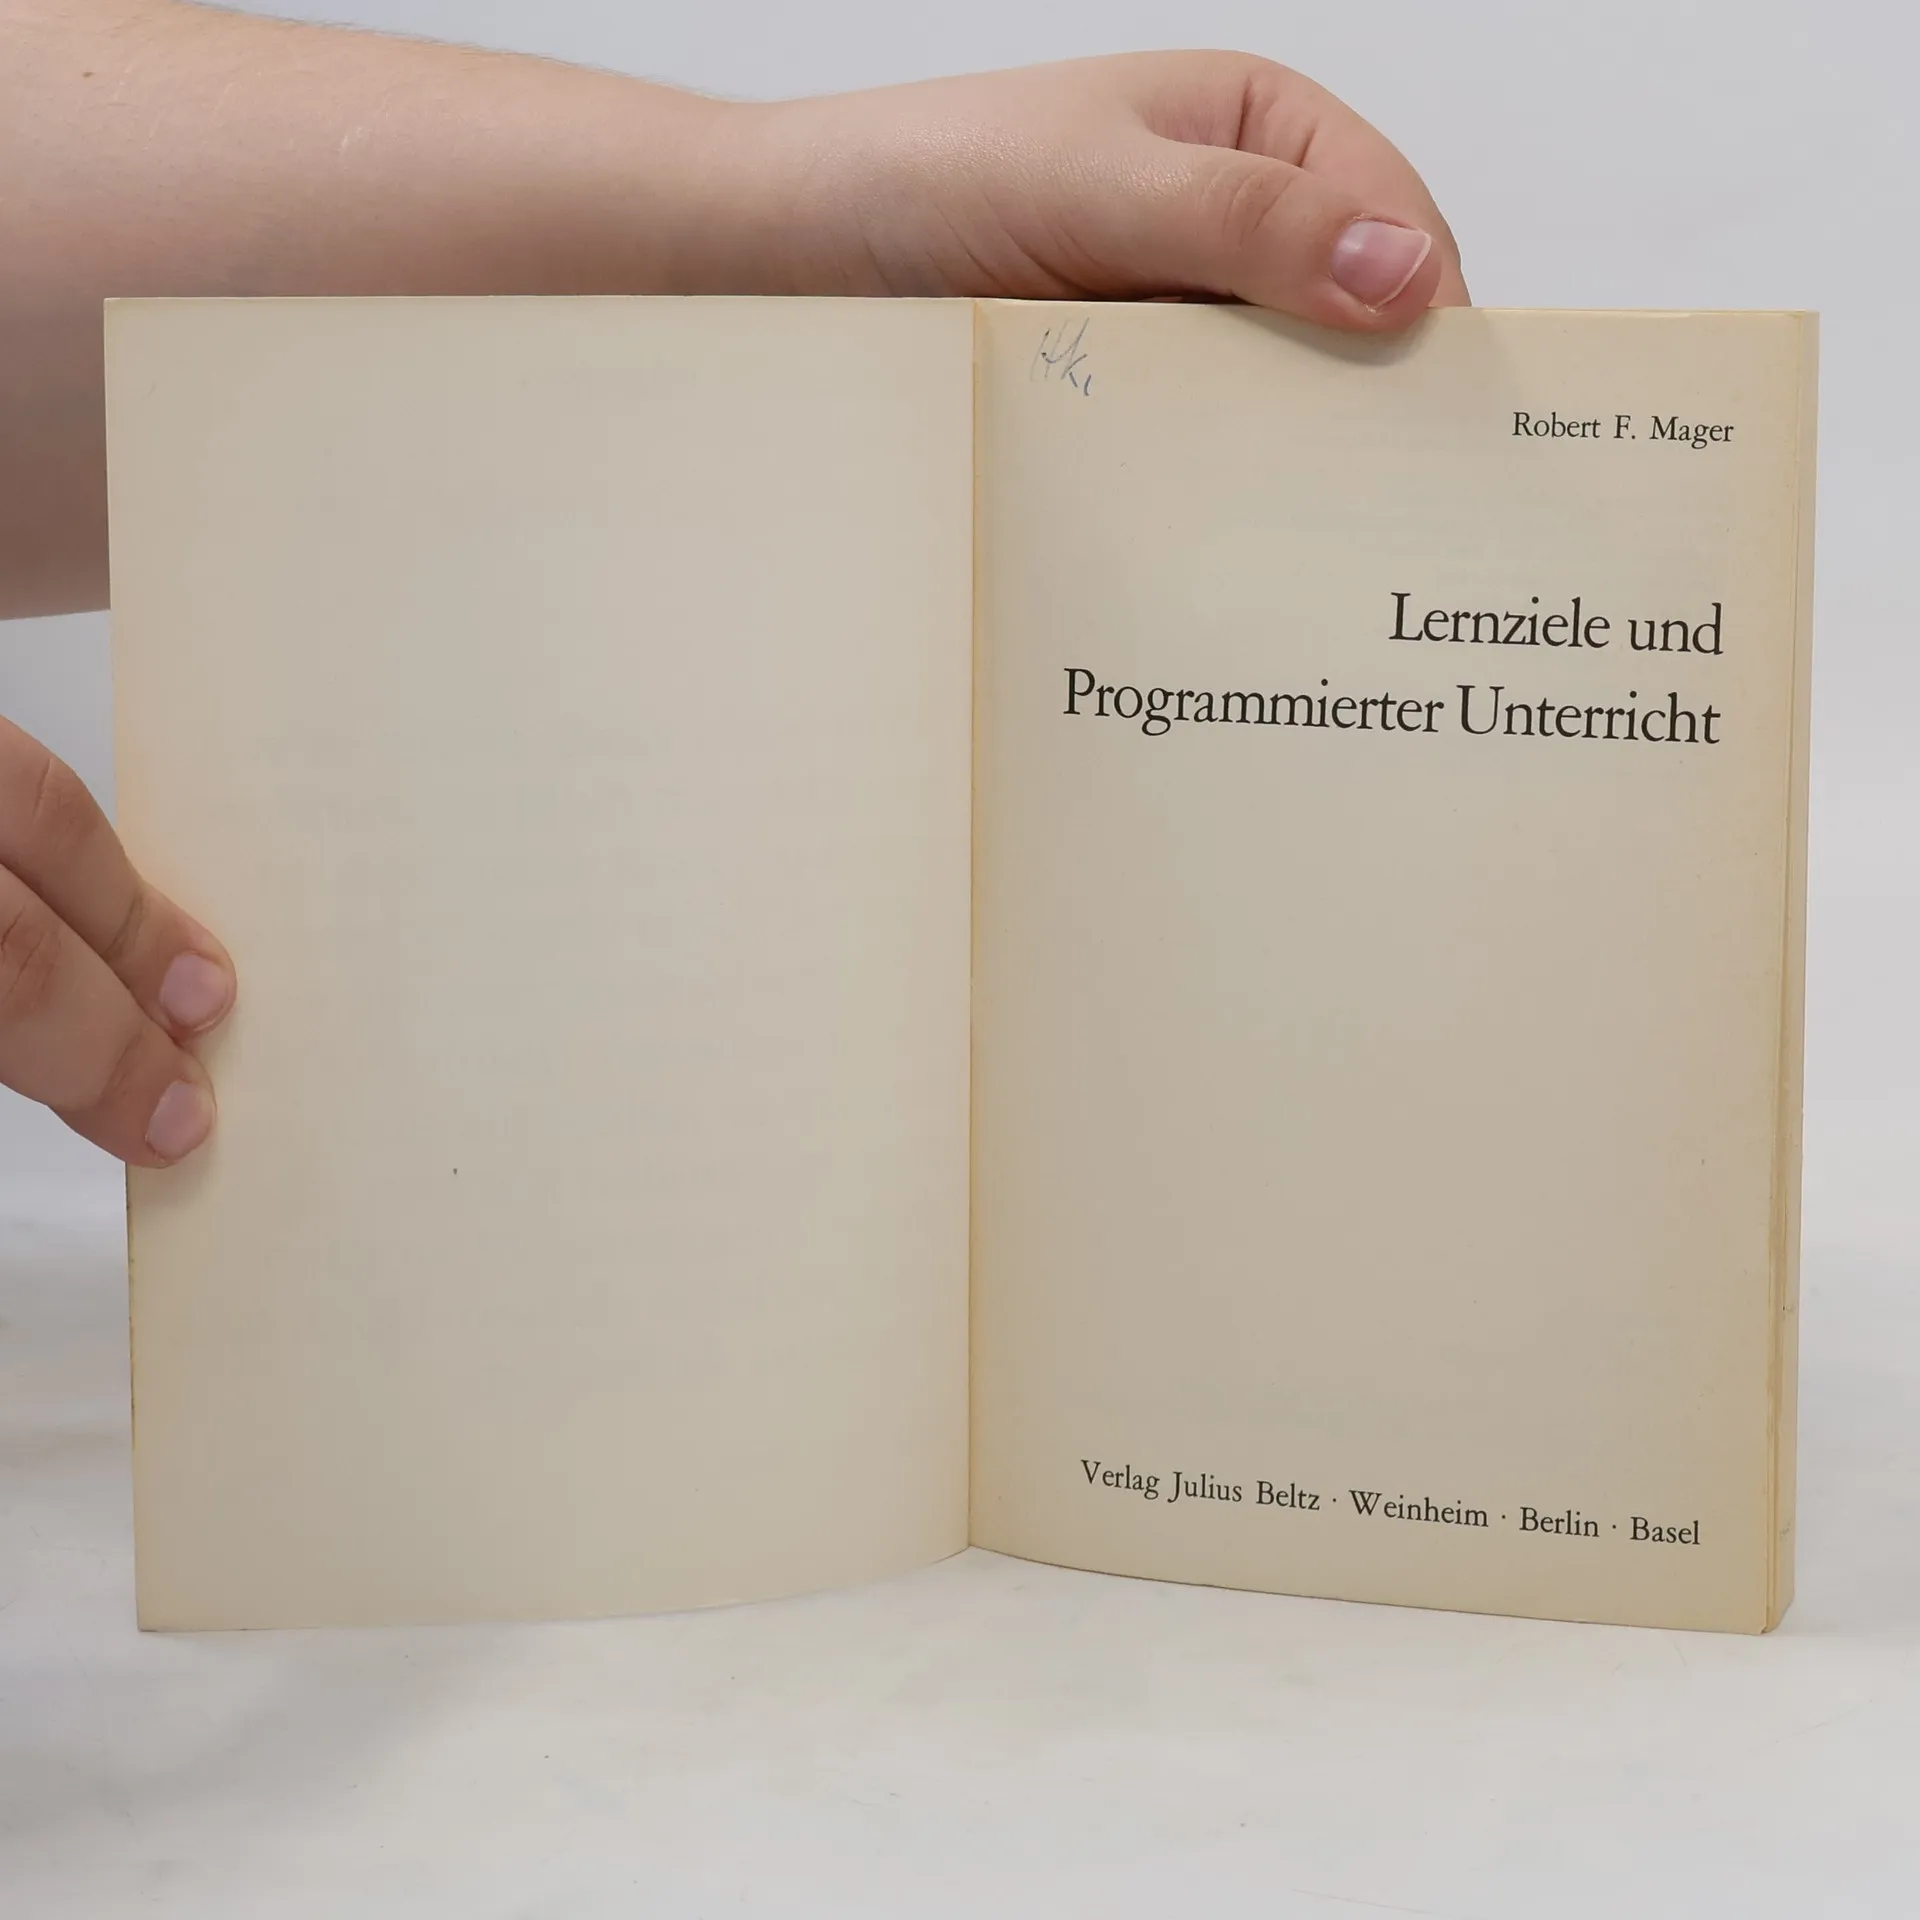 Robert F. Mager
Lernziele und
Programmierter Unterricht
Verlag Julius Beltz · Weinheim · Berlin · Basel